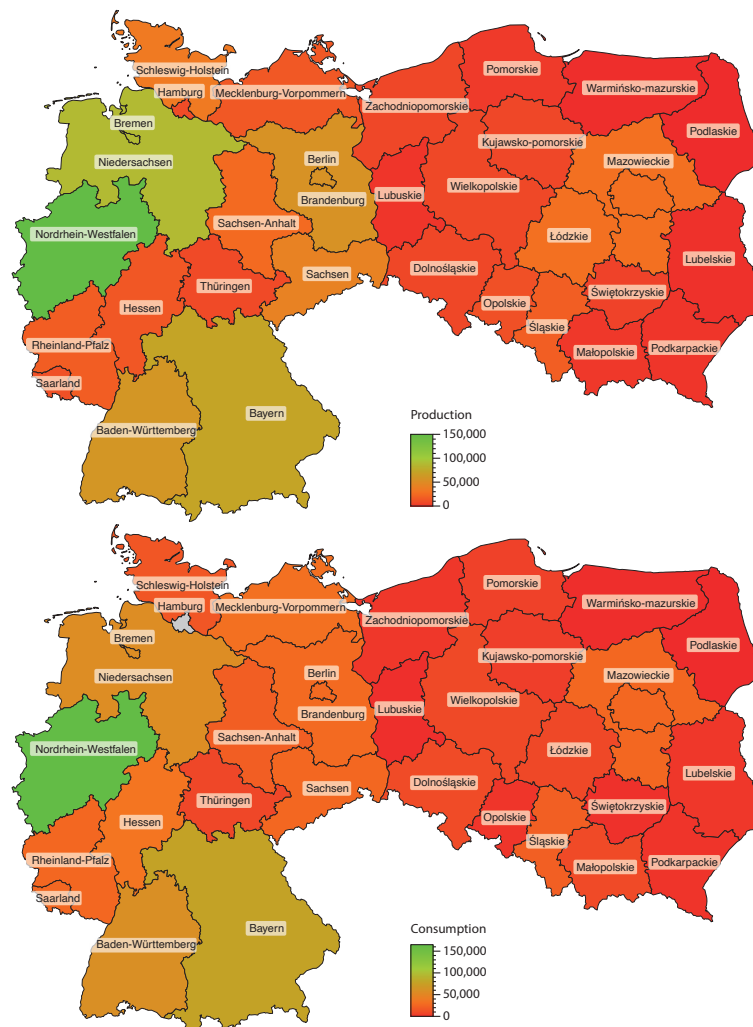 Schleswig-Holstein
Hamburg
Mecklenburg-Vorpommern
Bremen
Niedersachsen
Berlin
Brandenburg
Nordrhein-Westfalen
Sachsen-Anhalt
Sachsen
Thüringen
Hessen
Rheinland-Pfalz
Saarland
Bayern
Baden-Württemberg
Pomorskie
Warmińsko-mazurskie
Zachodniopomorskie
Podlaskie
Kujawsko-pomorskie
Mazowieckie
Lubuskie
Wielkopolskie
Łódzkie
Lubelskie
Dolnośląskie
Opolskie
Świętokrzyskie
Śląskie
Małopolskie
Podkarpackie
Production
150,000
100,000
50,000
0
Schleswig-Holstein
Hamburg
Mecklenburg-Vorpommern
Bremen
Niedersachsen
Berlin
Brandenburg
Nordrhein-Westfalen
Sachsen-Anhalt
Sachsen
Thüringen
Hessen
Rheinland-Pfalz
Saarland
Bayern
Baden-Württemberg
Pomorskie
Warmińsko-mazurskie
Zachodniopomorskie
Podlaskie
Kujawsko-pomorskie
Mazowieckie
Lubuskie
Wielkopolskie
Łódzkie
Lubelskie
Dolnośląskie
Opolskie
Świętokrzyskie
Śląskie
Małopolskie
Podkarpackie
Consumption
150,000
100,000
50,000
0